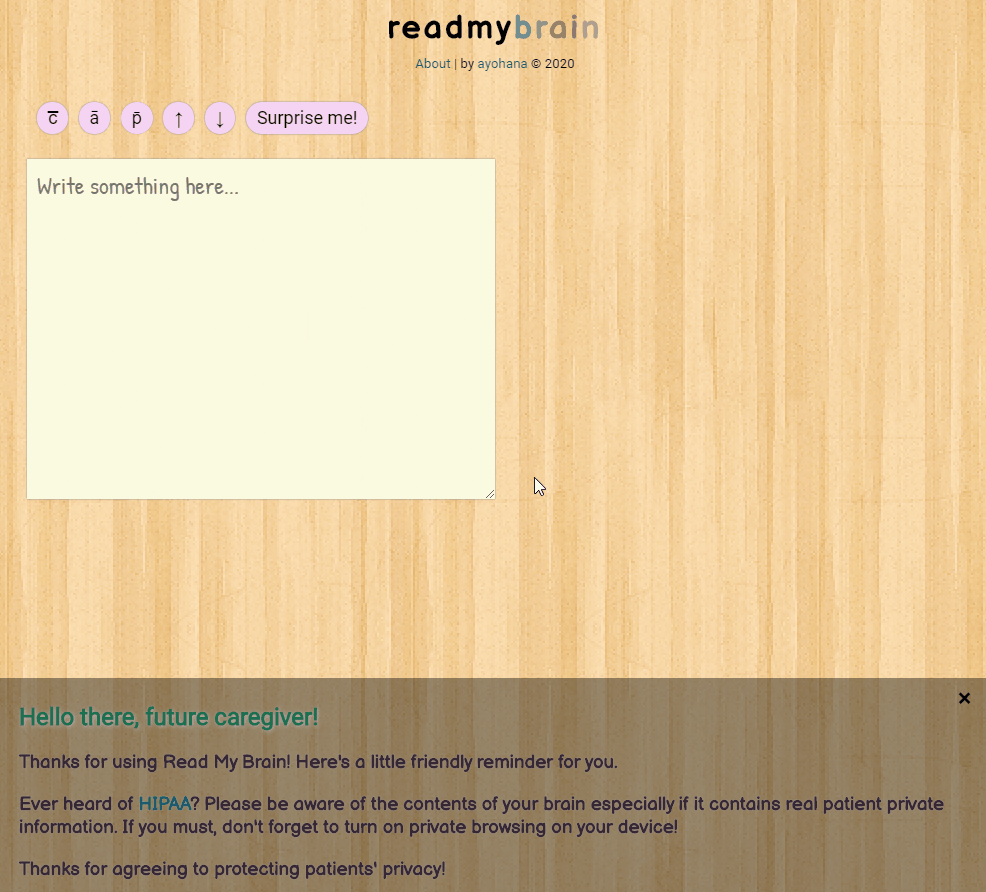 readmybrain
About | by ayohana © 2020
c̅ ā p̄ ↑ ↓ Surprise me!
Write something here...
×
Hello there, future caregiver!
Thanks for using Read My Brain! Here's a little friendly reminder for you.
Ever heard of HIPAA? Please be aware of the contents of your brain especially if it contains real patient private
information. If you must, don't forget to turn on private browsing on your device!
Thanks for agreeing to protecting patients' privacy!